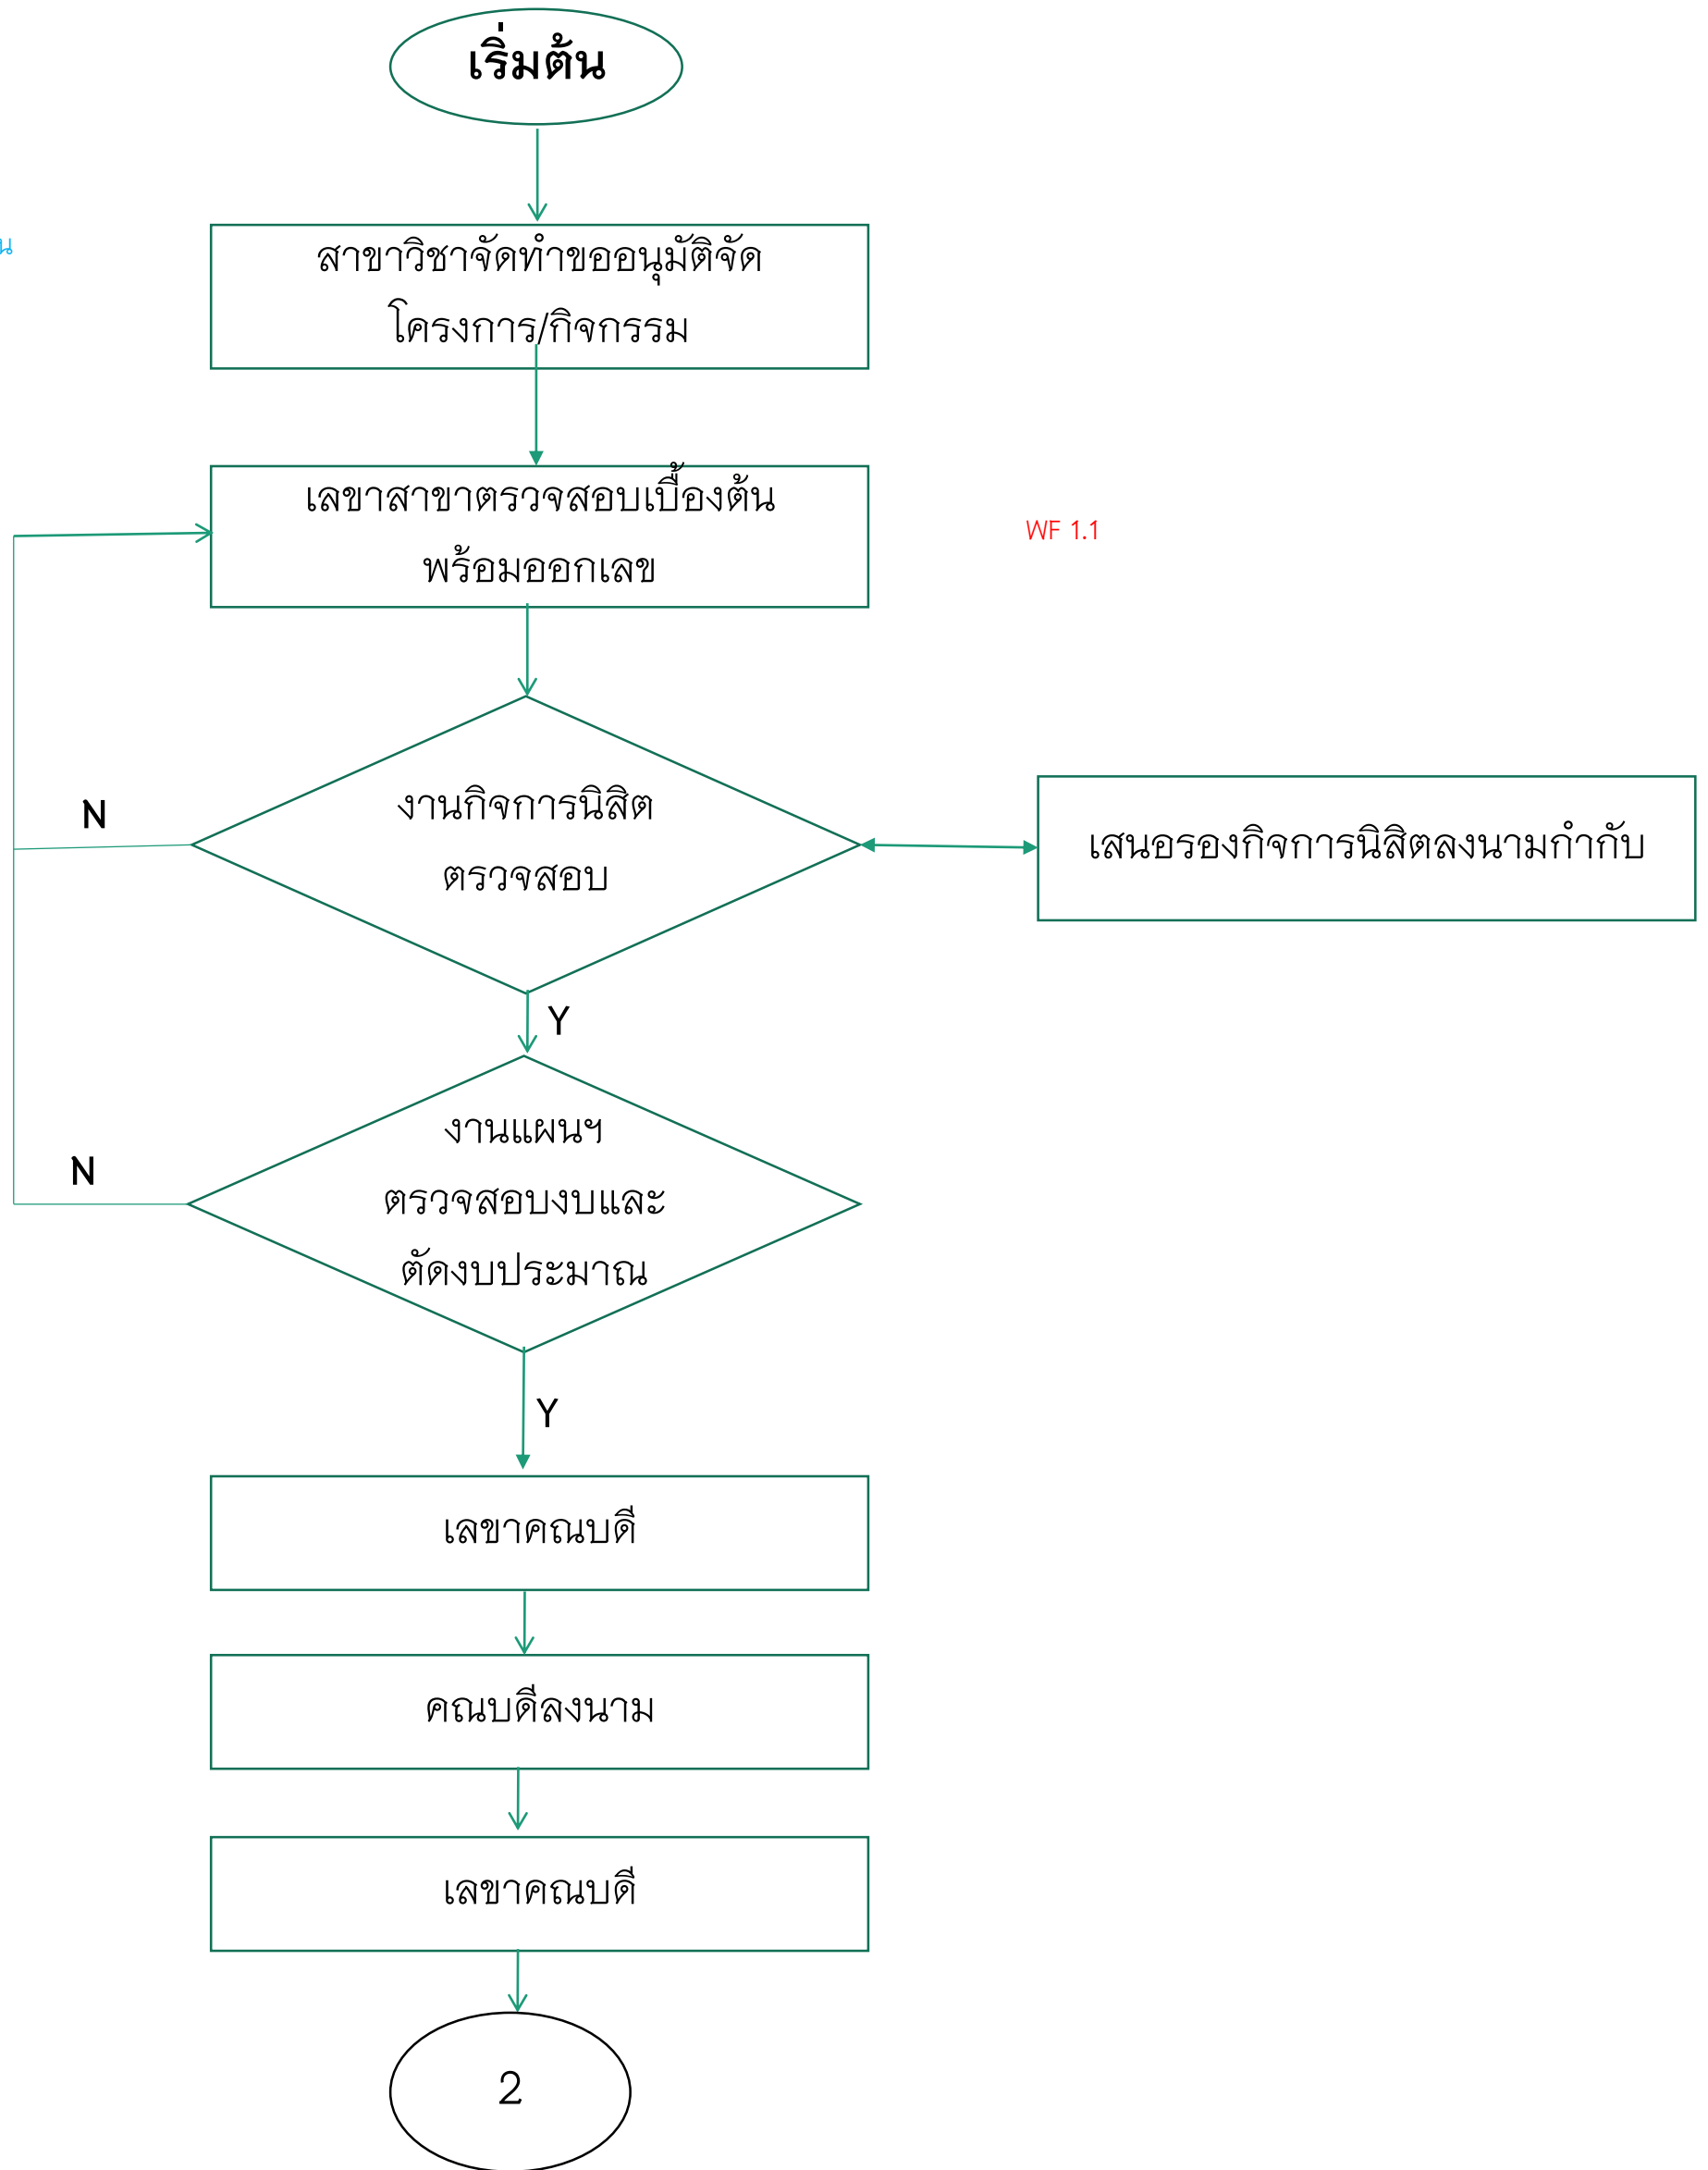 เริ่มต้น
น
สาขาวิชาจัดทำขออนุมัติจัด
โครงการ/กิจกรรม
เลขาสาขาตรวจสอบเบื้องต้น
พร้อมออกเลข
WF 1.1
งานกิจการนิสิต
ตรวจสอบ
N
เสนอรองกิจการนิสิตลงนามกำกับ
Y
งานแผนฯ
ตรวจสอบงบและ
ตัดงบประมาณ
N
Y
เลขาคณบดี
คณบดีลงนาม
เลขาคณบดี
2